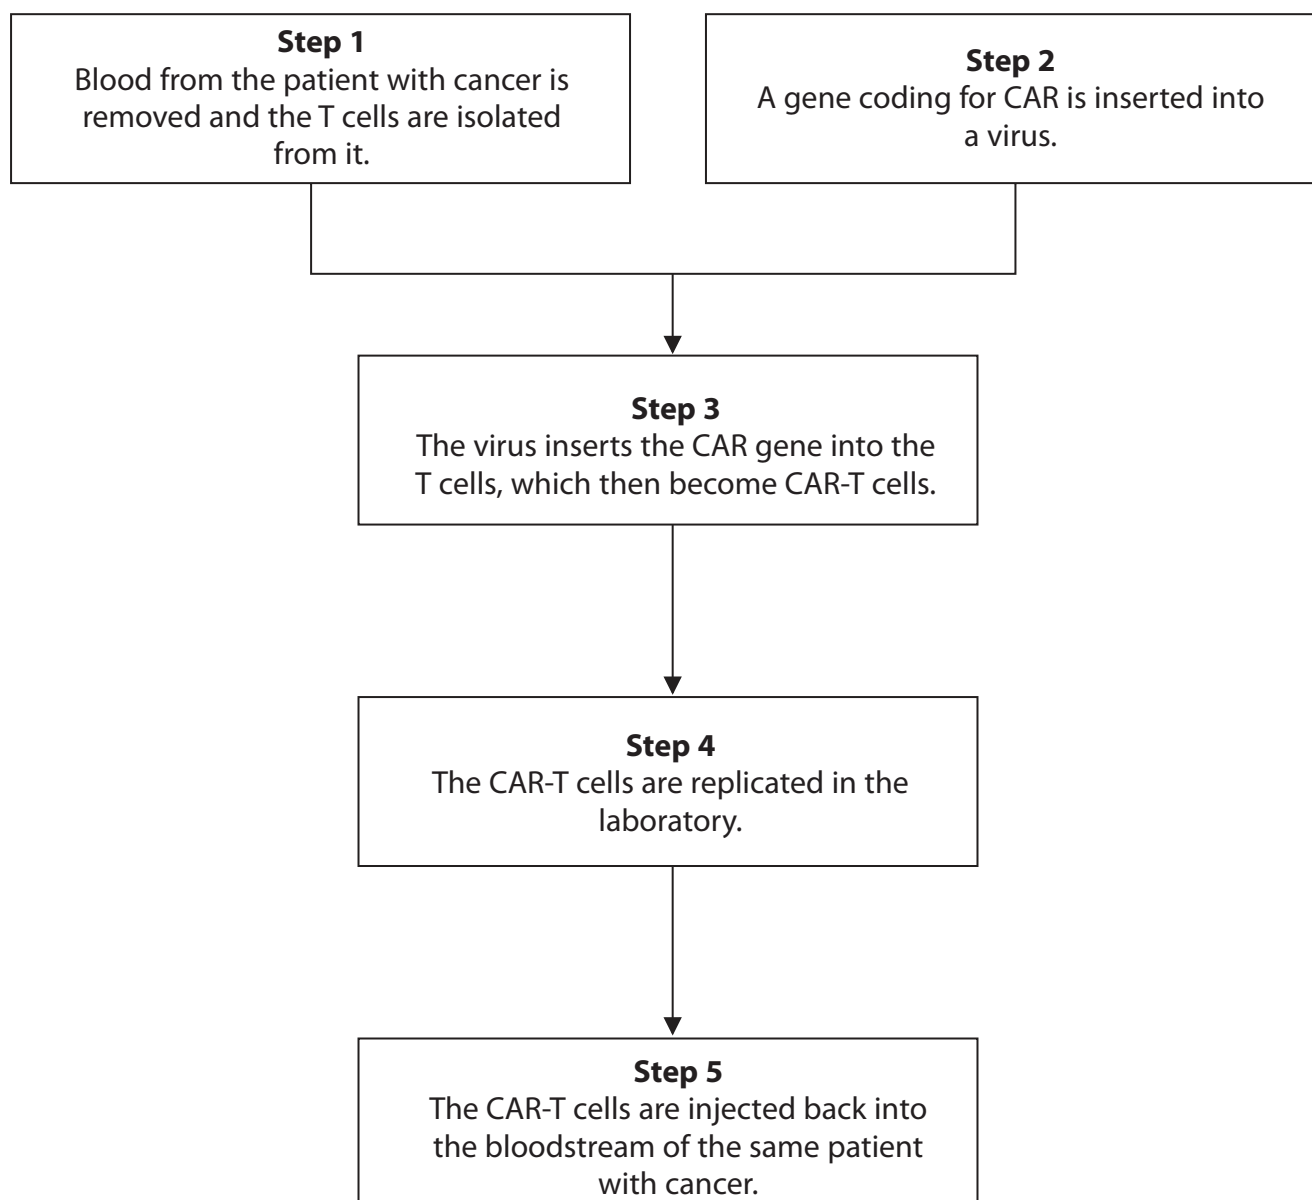 Step 1
Blood from the patient with cancer is
removed and the T cells are isolated
from it.
Step 2
A gene coding for CAR is inserted into
a virus.
Step 3
The virus inserts the CAR gene into the
T cells, which then become CAR-T cells.
Step 4
The CAR-T cells are replicated in the
laboratory.
Step 5
The CAR-T cells are injected back into
the bloodstream of the same patient
with cancer.